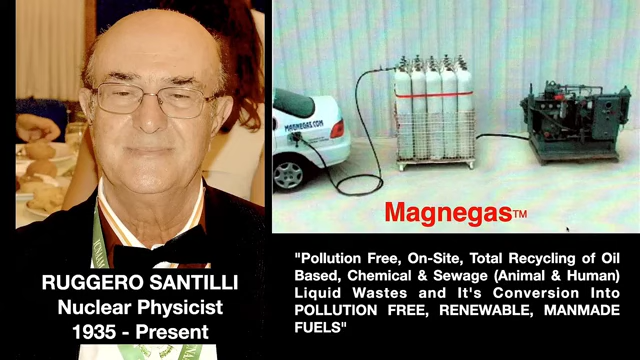 MAGNEGAS.COM
Magnegas™
RUGGERO SANTILLI
Nuclear Physicist
1935 - Present
"Pollution Free, On-Site, Total Recycling of Oil
Based, Chemical & Sewage (Animal & Human)
Liquid Wastes and It's Conversion Into
POLLUTION FREE, RENEWABLE, MANMADE
FUELS"